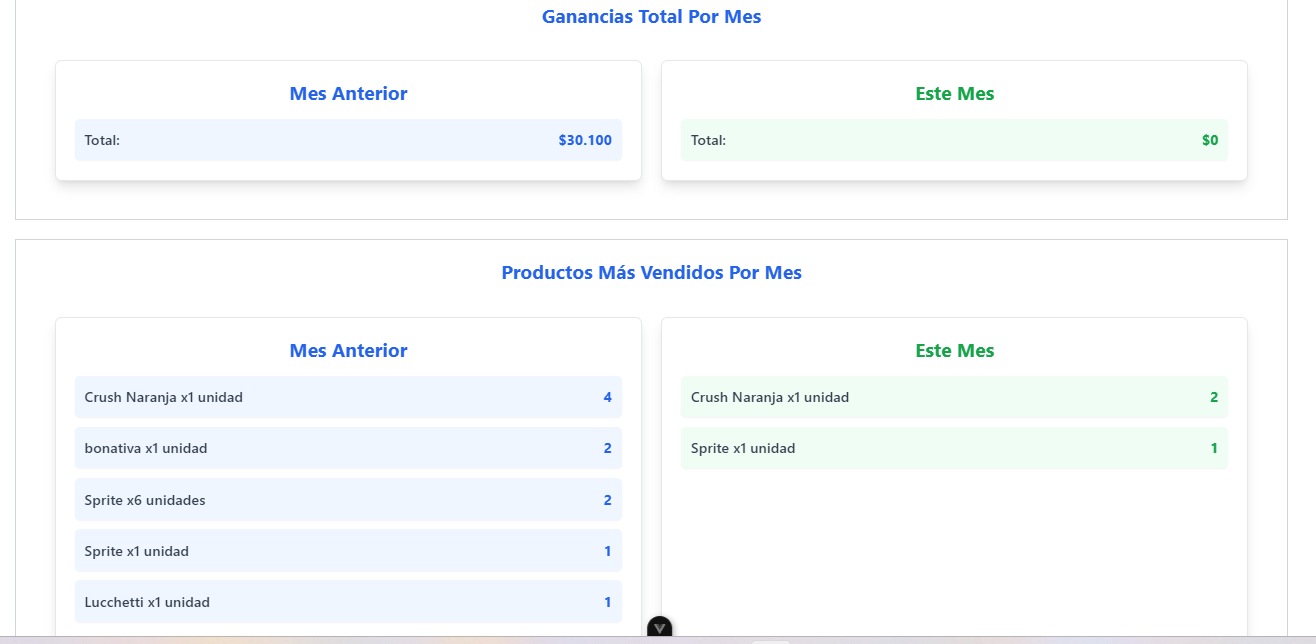 Ganancias Total Por Mes
Mes Anterior
Total: $30.100
Este Mes
Total: $0
Productos Más Vendidos Por Mes
Mes Anterior
Crush Naranja x1 unidad 4
bonativa x1 unidad 2
Sprite x6 unidades 2
Sprite x1 unidad 1
Lucchetti x1 unidad 1
Este Mes
Crush Naranja x1 unidad 2
Sprite x1 unidad 1